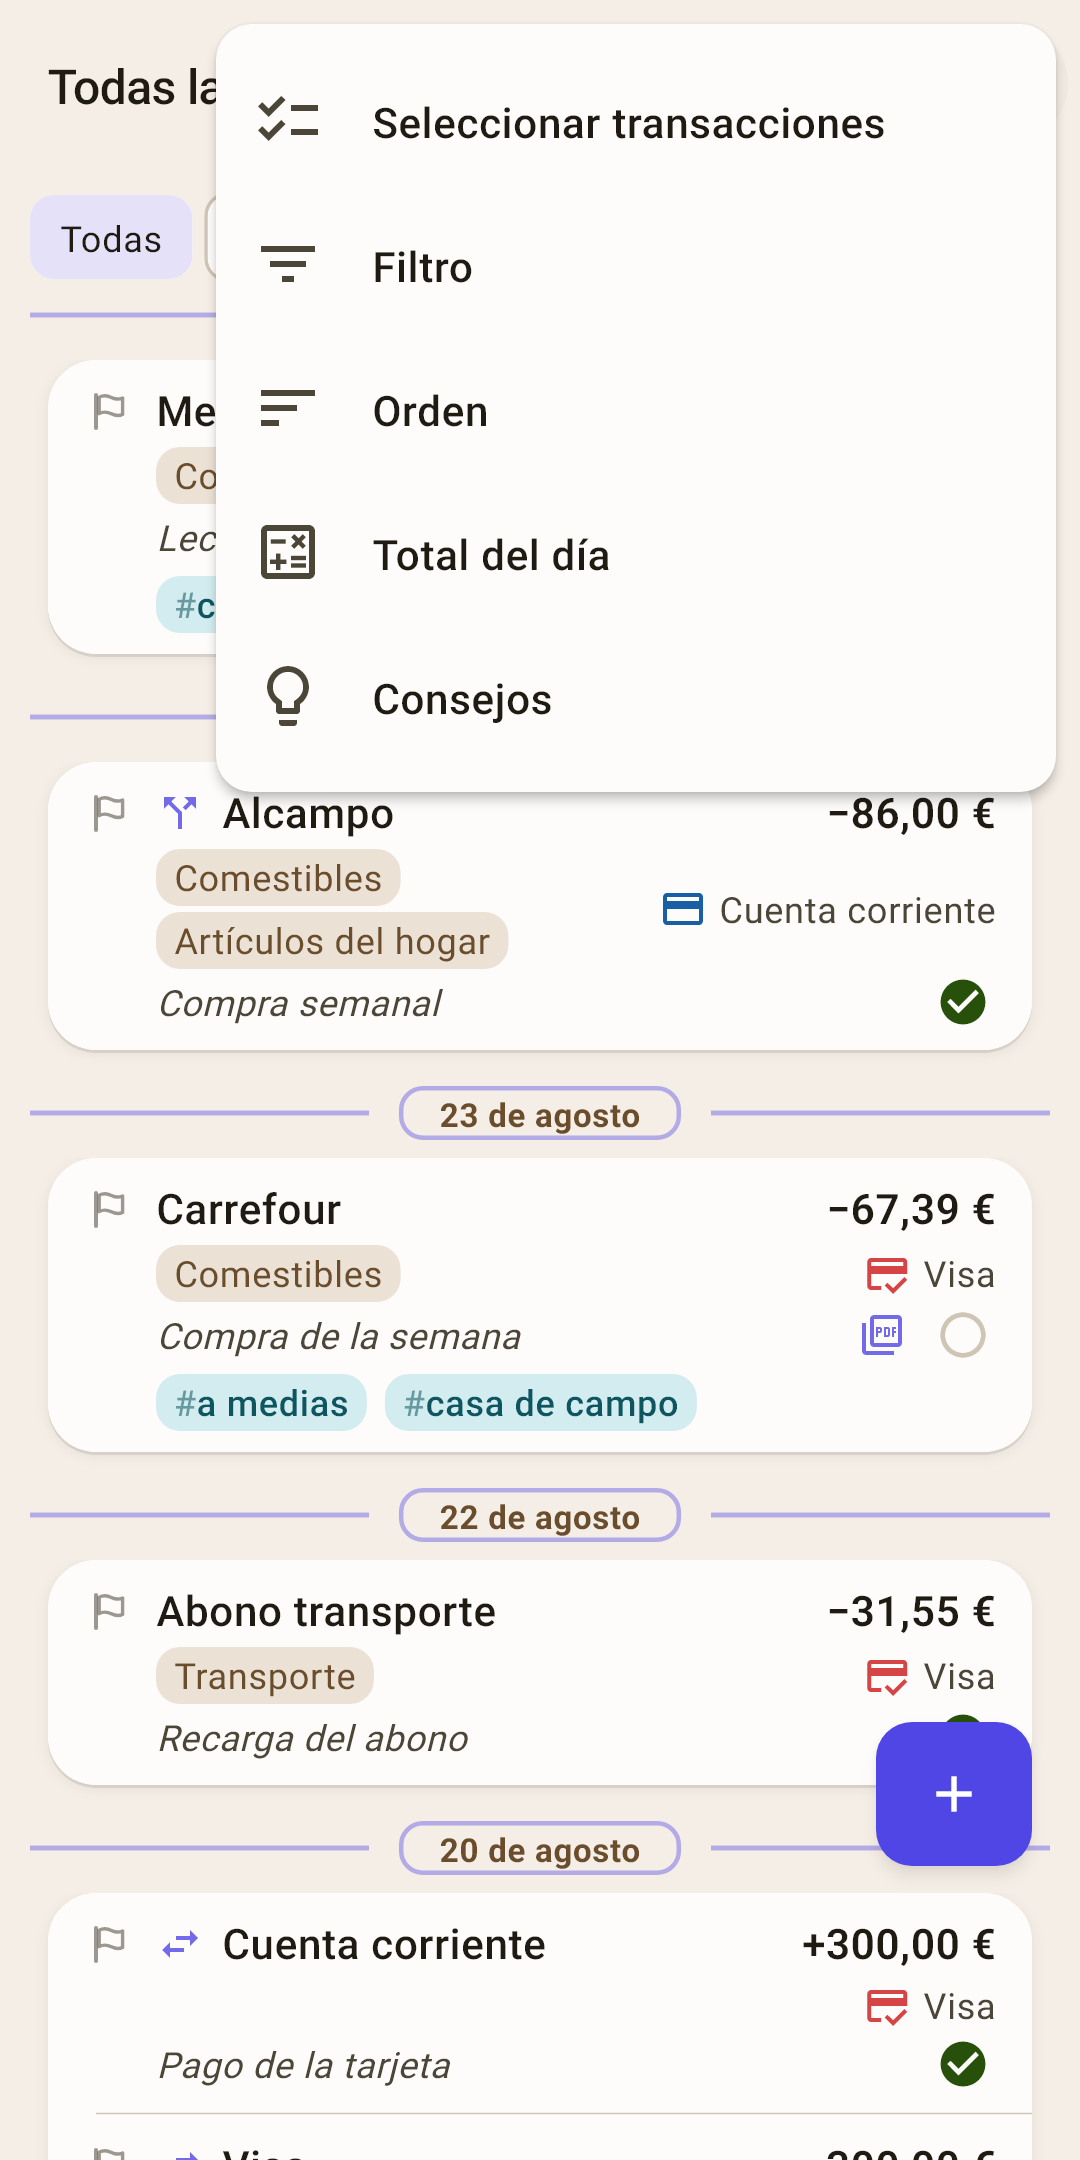 Todas la
Seleccionar transacciones
Todas
Filtro
Orden
Total del día
Consejos
Me
Co
Lec
#c
Alcampo −86,00 €
Comestibles
Cuenta corriente
Artículos del hogar
Compra semanal
23 de agosto
Carrefour −67,39 €
Comestibles Visa
Compra de la semana PDF
#a medias #casa de campo
22 de agosto
Abono transporte −31,55 €
Transporte Visa
Recarga del abono
20 de agosto
Cuenta corriente +300,00 €
Visa
Pago de la tarjeta